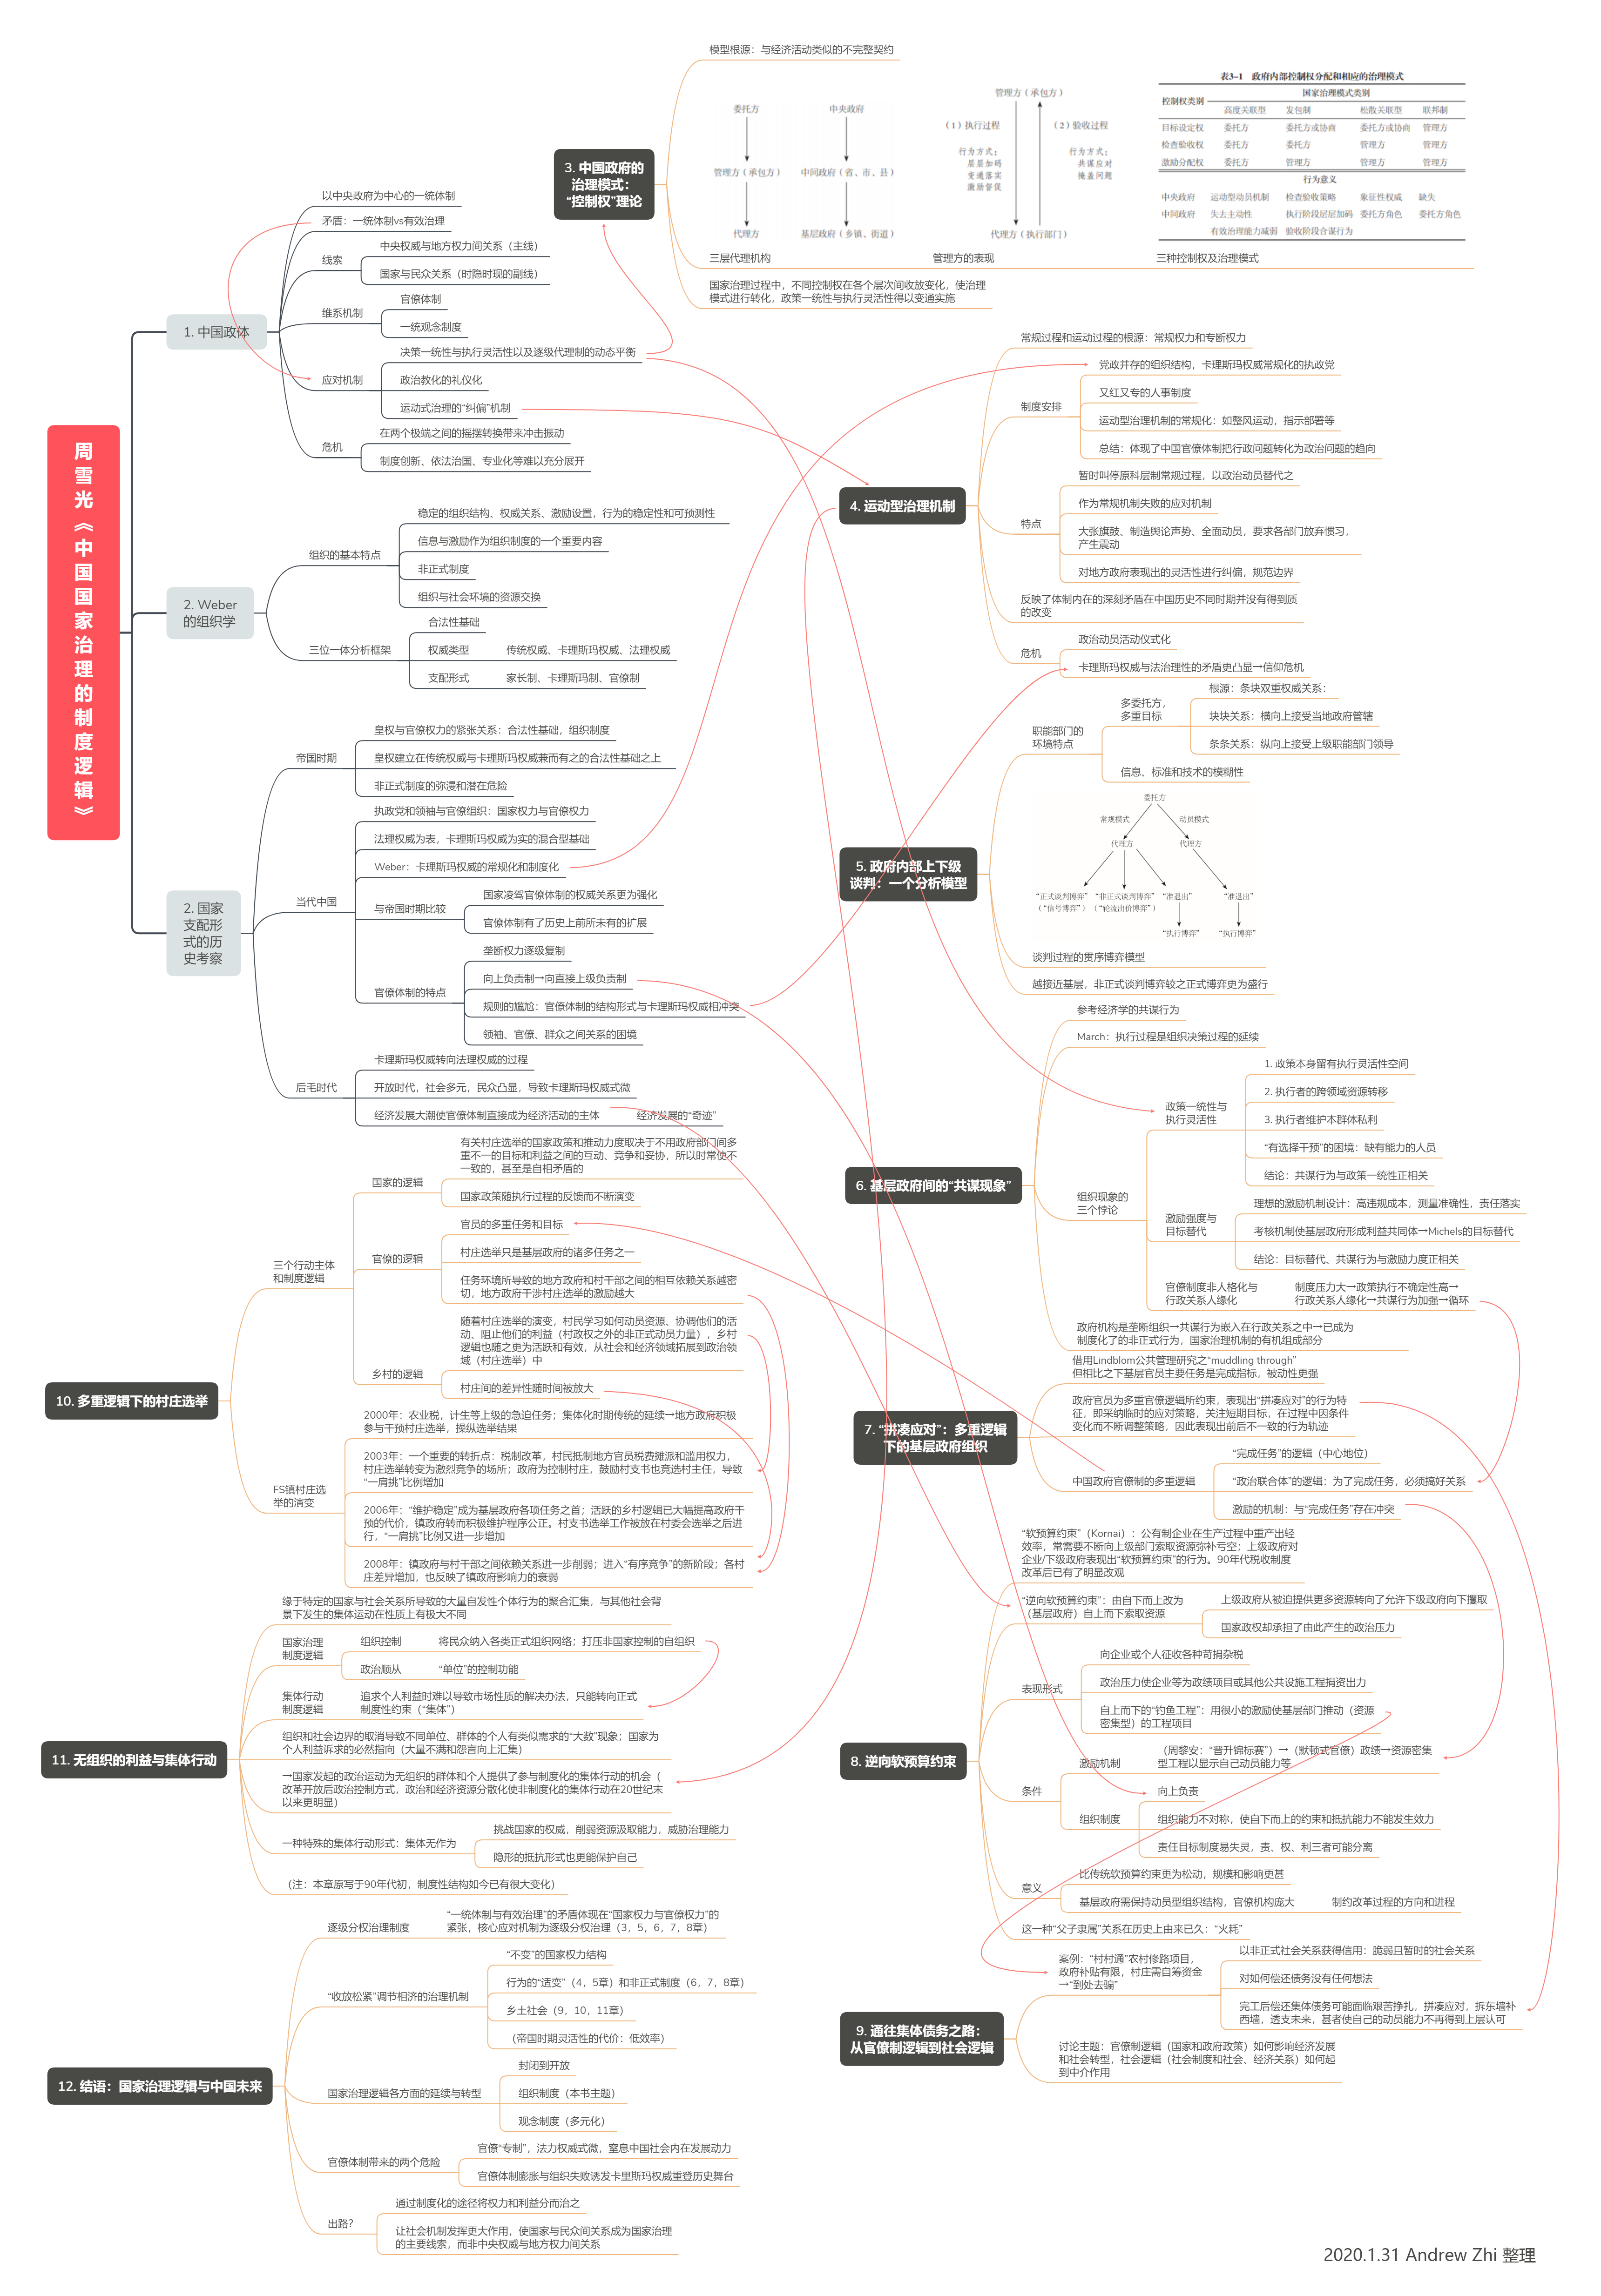 周雪光《中国国家治理的制度逻辑》
1. 中国政体
以中央政府为中心的一统体制
矛盾：一统体制vs有效治理
线索
中央权威与地方权力间关系（主线）
国家与民众关系（时隐时现的副线）
维系机制
官僚体制
一统观念制度
应对机制
决策一统性与执行灵活性以及逐级代理制的动态平衡
政治教化的礼仪化
运动式治理的“纠偏”机制
危机
在两个极端之间的摇摆转换带来冲击振动
制度创新、依法治国、专业化等难以充分展开
2. Weber
的组织学
组织的基本特点
稳定的组织结构、权威关系、激励设置，行为的稳定性和可预测性
信息与激励作为组织制度的一个重要内容
非正式制度
组织与社会环境的资源交换
三位一体分析框架
合法性基础
权威类型
传统权威、卡理斯玛权威、法理权威
支配形式
家长制、卡理斯玛制、官僚制
2. 国家
支配形
式的历
史考察
帝国时期
皇权与官僚权力的紧张关系：合法性基础，组织制度
皇权建立在传统权威与卡理斯玛权威兼而有之的合法性基础之上
非正式制度的弥漫和潜在危险
当代中国
执政党和领袖与官僚组织：国家权力与官僚权力
法理权威为表，卡理斯玛权威为实的混合型基础
Weber：卡理斯玛权威的常规化和制度化
与帝国时期比较
国家凌驾官僚体制的权威关系更为强化
官僚体制有了历史上前所未有的扩展
官僚体制的特点
垄断权力逐级复制
向上负责制→向直接上级负责制
规则的尴尬：官僚体制的结构形式与卡理斯玛权威相冲突
领袖、官僚、群众之间关系的困境
后毛时代
卡理斯玛权威转向法理权威的过程
开放时代，社会多元，民众凸显，导致卡理斯玛权威式微
经济发展大潮使官僚体制直接成为经济活动的主体
经济发展的“奇迹”
3. 中国政府的
治理模式：
“控制权”理论
模型根源：与经济活动类似的不完整契约
委托方
管理方（承包方）
代理方
中央政府
中间政府（省、市、县）
基层政府（乡镇、街道）
三层代理机构
管理方（承包方）
（1）执行过程
行为方式：
层层加码
变通落实
激励督促
（2）验收过程
行为方式：
共谋应对
掩盖问题
代理方（执行部门）
管理方的表现
表3-1 政府内部控制权分配和相应的治理模式
控制权类别 国家治理模式类别
高度关联型 发包制 松散关联型 联邦制
目标设定权 委托方 委托方或协商 委托方或协商 管理方
检查验收权 委托方 委托方 管理方 管理方
激励分配权 委托方 管理方 管理方 管理方
行为意义
中央政府 运动型动员机制 检查验收策略 象征性权威 缺失
中间政府 失去主动性 执行阶段层层加码 委托方角色 委托方角色
有效治理能力减弱 验收阶段合谋行为
三种控制权及治理模式
国家治理过程中，不同控制权在各个层次间收放变化，使治理
模式进行转化，政策一统性与执行灵活性得以变通实施
4. 运动型治理机制
常规过程和运动过程的根源：常规权力和专断权力
制度安排
党政并存的组织结构，卡理斯玛权威常规化的执政党
又红又专的人事制度
运动型治理机制的常规化：如整风运动，指示部署等
总结：体现了中国官僚体制把行政问题转化为政治问题的趋向
特点
暂时叫停原科层制常规过程，以政治动员替代之
作为常规机制失败的应对机制
大张旗鼓、制造舆论声势、全面动员，要求各部门放弃惯习，
产生震动
对地方政府表现出的灵活性进行纠偏，规范边界
反映了体制内在的深刻矛盾在中国历史不同时期并没有得到质
的改变
危机
政治动员活动仪式化
卡理斯玛权威与法治理性的矛盾更凸显→信仰危机
5. 政府内部上下级
谈判：一个分析模型
职能部门的
环境特点
多委托方，
多重目标
根源：条块双重权威关系：
块块关系：横向上接受当地政府管辖
条条关系：纵向上接受上级职能部门领导
信息、标准和技术的模糊性
委托方
常规模式
动员模式
代理方
代理方
“正式谈判博弈” “非正式谈判博弈” “准退出” “准退出”
（“信号博弈”） （“轮流出价博弈”）
“执行博弈” “执行博弈”
谈判过程的贯序博弈模型
越接近基层，非正式谈判博弈较之正式博弈更为盛行
6. 基层政府间的“共谋现象”
参考经济学的共谋行为
March：执行过程是组织决策过程的延续
组织现象的
三个悖论
政策一统性与
执行灵活性
1. 政策本身留有执行灵活性空间
2. 执行者的跨领域资源转移
3. 执行者维护本群体私利
“有选择干预”的困境：缺有能力的人员
结论：共谋行为与政策一统性正相关
激励强度与
目标替代
理想的激励机制设计：高违规成本，测量准确性，责任落实
考核机制使基层政府形成利益共同体→Michels的目标替代
结论：目标替代、共谋行为与激励力度正相关
官僚制度非人格化与
行政关系人缘化
制度压力大→政策执行不确定性高→
行政关系人缘化→共谋行为加强→循环
政府机构是垄断组织→共谋行为嵌入在行政关系之中→已成为
制度化了的非正式行为，国家治理机制的有机组成部分
7. “拼凑应对”：多重逻辑
下的基层政府组织
借用Lindblom公共管理研究之“muddling through”
但相比之下基层官员主要任务是完成指标，被动性更强
政府官员为多重官僚逻辑所约束，表现出“拼凑应对”的行为特
征，即采纳临时的应对策略，关注短期目标，在过程中因条件
变化而不断调整策略，因此表现出前后不一致的行为轨迹
中国政府官僚制的多重逻辑
“完成任务”的逻辑（中心地位）
“政治联合体”的逻辑：为了完成任务，必须搞好关系
激励的机制：与“完成任务”存在冲突
8. 逆向软预算约束
“软预算约束”（Kornai）：公有制企业在生产过程中重产出轻
效率，常需要不断向上级部门索取资源弥补亏空；上级政府对
企业/下级政府表现出“软预算约束”的行为。90年代税收制度
改革后已有了明显改观
“逆向软预算约束”：由自下而上改为
（基层政府）自上而下索取资源
上级政府从被迫提供更多资源转向了允许下级政府向下攫取
国家政权却承担了由此产生的政治压力
表现形式
向企业或个人征收各种苛捐杂税
政治压力使企业等为政绩项目或其他公共设施工程捐资出力
自上而下的“钓鱼工程”：用很小的激励使基层部门推动（资源
密集型）的工程项目
条件
激励机制
（周黎安：“晋升锦标赛”）→（默顿式官僚）政绩→资源密集
型工程以显示自己动员能力等
组织制度
向上负责
组织能力不对称，使自下而上的约束和抵抗能力不能发生效力
责任目标制度易失灵，责、权、利三者可能分离
意义
比传统软预算约束更为松动，规模和影响更甚
基层政府需保持动员型组织结构，官僚机构庞大
制约改革过程的方向和进程
这一种“父子隶属”关系在历史上由来已久：“火耗”
9. 通往集体债务之路：
从官僚制逻辑到社会逻辑
案例：“村村通”农村修路项目，
政府补贴有限，村庄需自筹资金
→“到处去骗”
以非正式社会关系获得信用：脆弱且暂时的社会关系
对如何偿还债务没有任何想法
完工后偿还集体债务可能面临艰苦挣扎，拼凑应对，拆东墙补
西墙，透支未来，甚者使自己的动员能力不再得到上层认可
讨论主题：官僚制逻辑（国家和政府政策）如何影响经济发展
和社会转型，社会逻辑（社会制度和社会、经济关系）如何起
到中介作用
10. 多重逻辑下的村庄选举
三个行动主体
和制度逻辑
国家的逻辑
有关村庄选举的国家政策和推动力度取决于不用政府部门间多
重不一的目标和利益之间的互动、竞争和妥协，所以时常使不
一致的，甚至是自相矛盾的
国家政策随执行过程的反馈而不断演变
官僚的逻辑
官员的多重任务和目标
村庄选举只是基层政府的诸多任务之一
任务环境所导致的地方政府和村干部之间的相互依赖关系越密
切，地方政府干涉村庄选举的激励越大
乡村的逻辑
随着村庄选举的演变，村民学习如何动员资源、协调他们的活
动、阻止他们的利益（村政权之外的非正式动员力量），乡村
逻辑也随之更为活跃和有效，从社会和经济领域拓展到政治领
域（村庄选举）中
村庄间的差异性随时间被放大
FS镇村庄选
举的演变
2000年：农业税，计生等上级的急迫任务；集体化时期传统的延续→地方政府积极
参与干预村庄选举，操纵选举结果
2003年：一个重要的转折点：税制改革，村民抵制地方官员税费摊派和滥用权力，
村庄选举转变为激烈竞争的场所；政府为控制村庄，鼓励村支书也竞选村主任，导致
“一肩挑”比例增加
2006年：“维护稳定”成为基层政府各项任务之首；活跃的乡村逻辑已大幅提高政府干
预的代价，镇政府转而积极维护程序公正。村支书选举工作被放在村委会选举之后进
行，“一肩挑”比例又进一步增加
2008年：镇政府与村干部之间依赖关系进一步削弱；进入“有序竞争”的新阶段；各村
庄差异增加，也反映了镇政府影响力的衰弱
11. 无组织的利益与集体行动
缘于特定的国家与社会关系所导致的大量自发性个体行为的聚合汇集，与其他社会背
景下发生的集体运动在性质上有极大不同
国家治理
制度逻辑
组织控制
将民众纳入各类正式组织网络；打压非国家控制的自组织
政治顺从
“单位”的控制功能
集体行动
制度逻辑
追求个人利益时难以导致市场性质的解决办法，只能转向正式
制度性约束（“集体”）
组织和社会边界的取消导致不同单位、群体的个人有类似需求的“大数”现象；国家为
个人利益诉求的必然指向（大量不满和怨言向上汇集）
→国家发起的政治运动为无组织的群体和个人提供了参与制度化的集体行动的机会（
改革开放后政治控制方式，政治和经济资源分散化使非制度化的集体行动在20世纪末
以来更明显）
一种特殊的集体行动形式：集体无作为
挑战国家的权威，削弱资源汲取能力，威胁治理能力
隐形的抵抗形式也更能保护自己
（注：本章原写于90年代初，制度性结构如今已有很大变化）
12. 结语：国家治理逻辑与中国未来
逐级分权治理制度
“一统体制与有效治理”的矛盾体现在“国家权力与官僚权力”的
紧张，核心应对机制为逐级分权治理（3，5，6，7，8章）
“收放松紧”调节相济的治理机制
“不变”的国家权力结构
行为的“适变”（4，5章）和非正式制度（6，7，8章）
乡土社会（9，10，11章）
（帝国时期灵活性的代价：低效率）
国家治理逻辑各方面的延续与转型
封闭到开放
组织制度（本书主题）
观念制度（多元化）
官僚体制带来的两个危险
官僚“专制”，法力权威式微，窒息中国社会内在发展动力
官僚体制膨胀与组织失败诱发卡里斯玛权威重登历史舞台
出路？
通过制度化的途径将权力和利益分而治之
让社会机制发挥更大作用，使国家与民众间关系成为国家治理
的主要线索，而非中央权威与地方权力间关系
2020.1.31 Andrew Zhi 整理